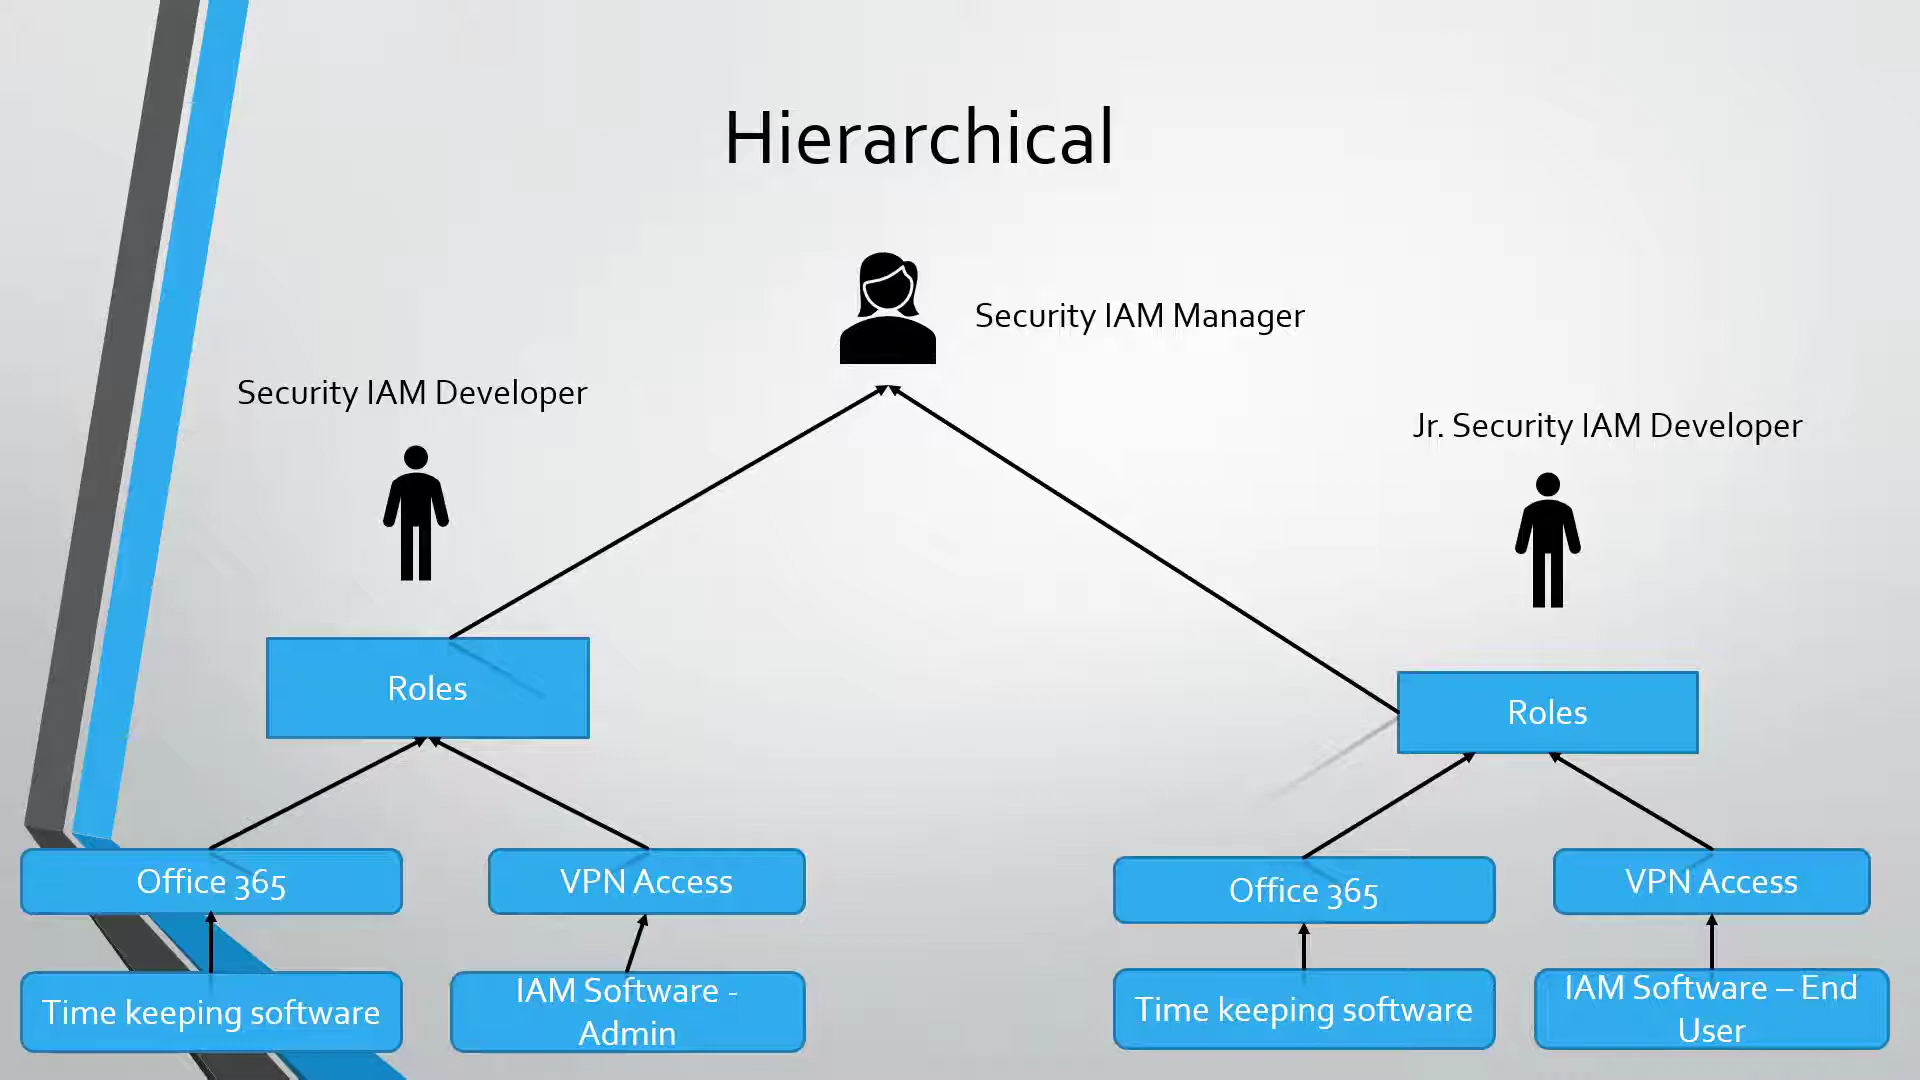 Hierarchical
Security IAM Manager
Security IAM Developer
Jr. Security IAM Developer
Roles
Roles
Office 365
VPN Access
Office 365
VPN Access
Time keeping software
IAM Software -
Admin
Time keeping software
IAM Software – End
User